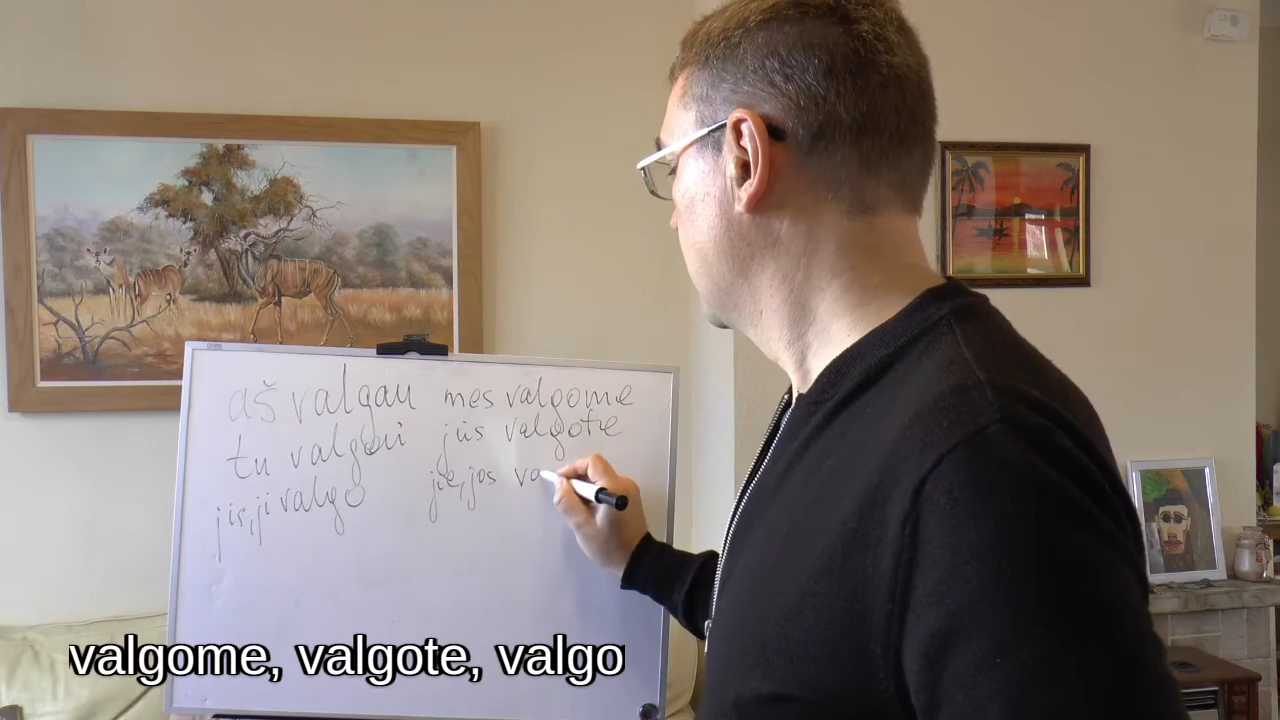 aš valgau
tu valgai
jis, ji valgo
mes valgome
jūs valgote
jie, jos va
valgome, valgote, valgo